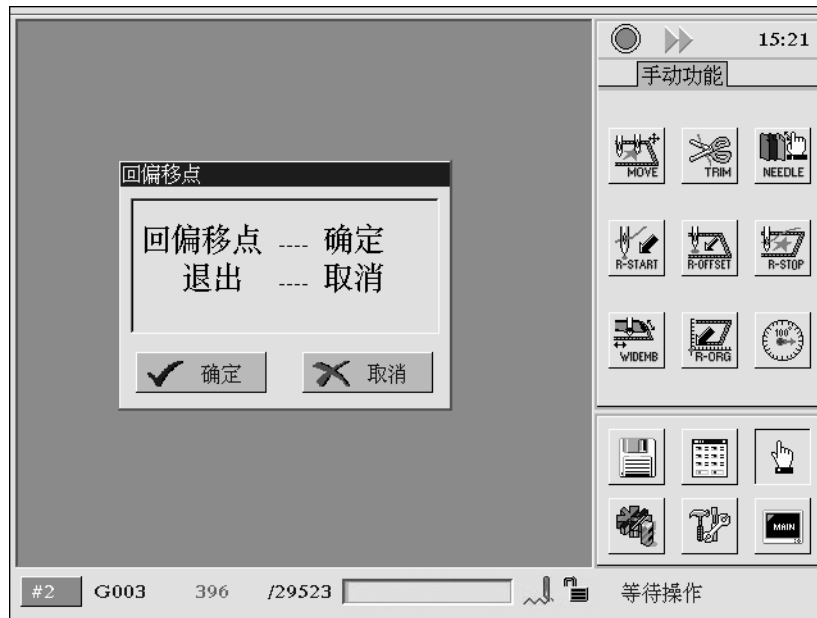 15:21
手动功能
MOVE
TRIM
NEEDLE
回偏移点
回偏移点 .... 确定
退出 .... 取消
R-START
R-OFFSET
R-STOP
确定
取消
WIDEMB
R-ORG
100°
MAIN
#2 G003 396 /29523 等待操作